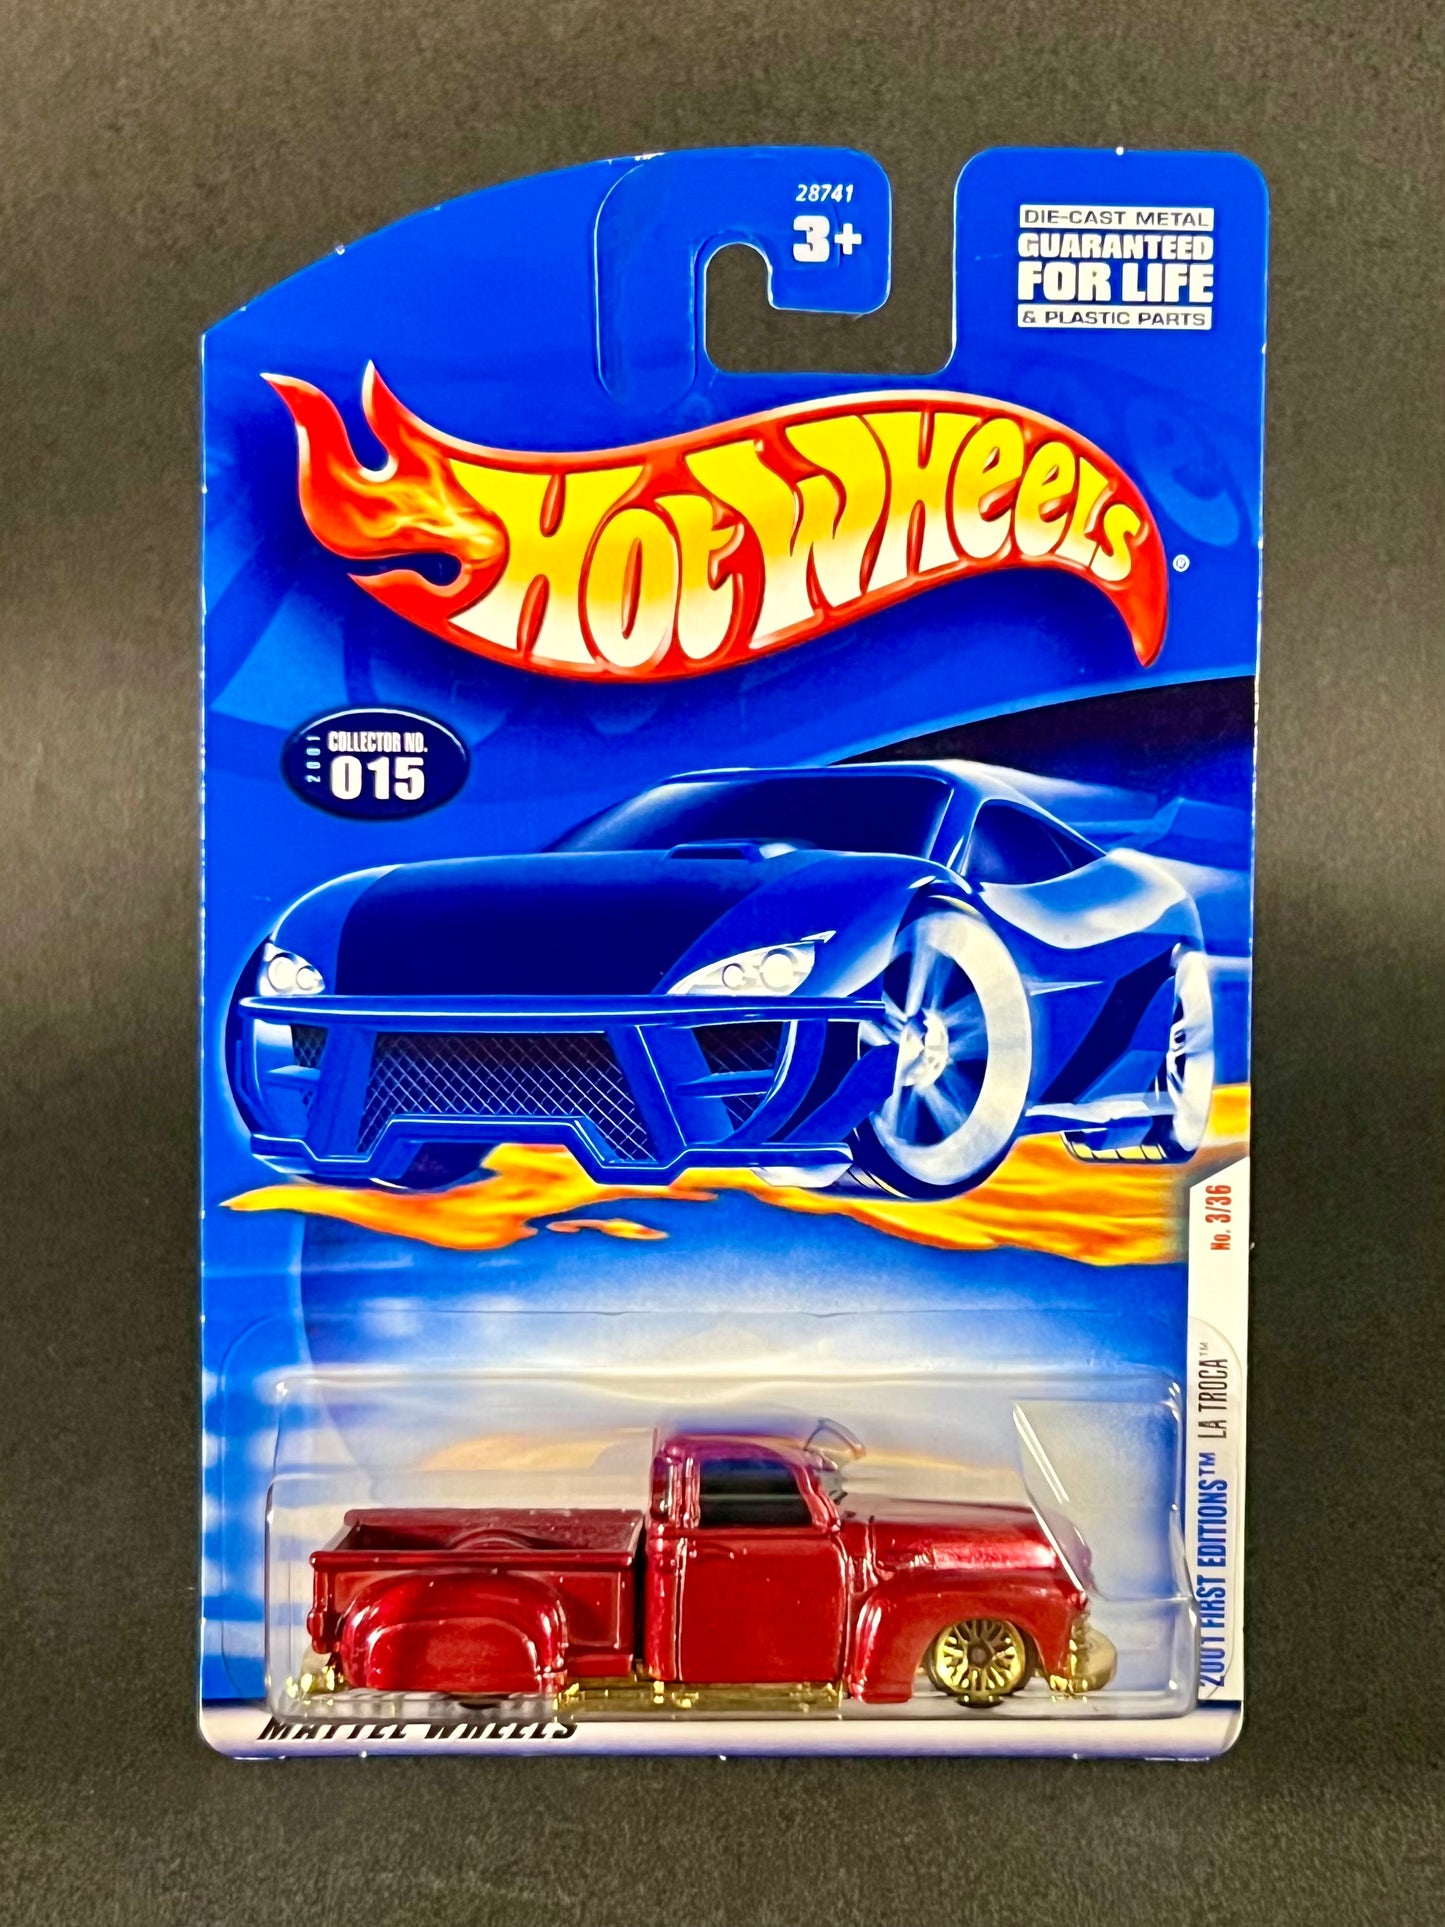 28741
3+
DIE-CAST METAL
GUARANTEED
FOR LIFE
& PLASTIC PARTS
HOT WHEELS®
2001
COLLECTOR NO.
015
No. 3/36
2001 FIRST EDITIONS™ LA TROCA™
MATTEL WHEELS